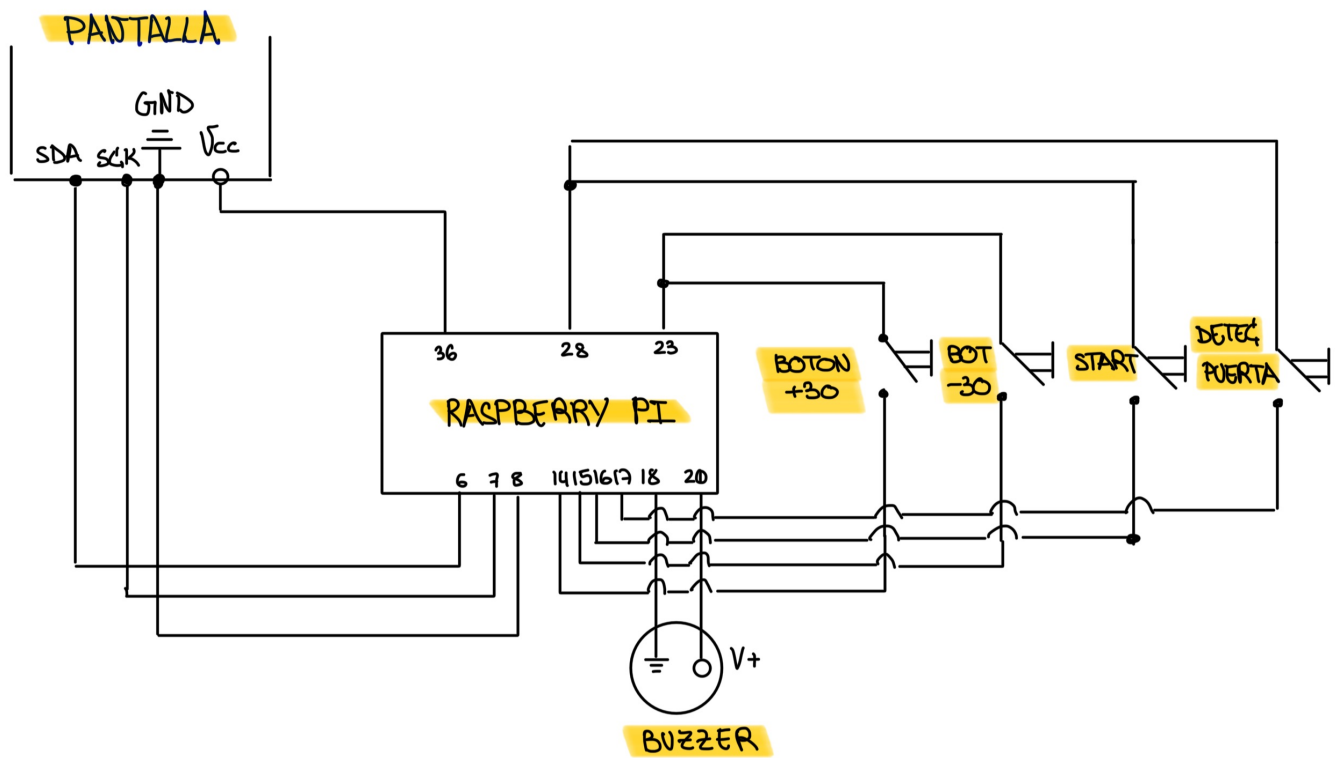 PANTALLA
GND
SDA SCK Vcc
36 28 23
RASPBERRY PI
6 7 8 14 15 16 17 18 20
BOTON
+30
BOT
-30
START
DETEC
PUERTA
V+
BUZZER